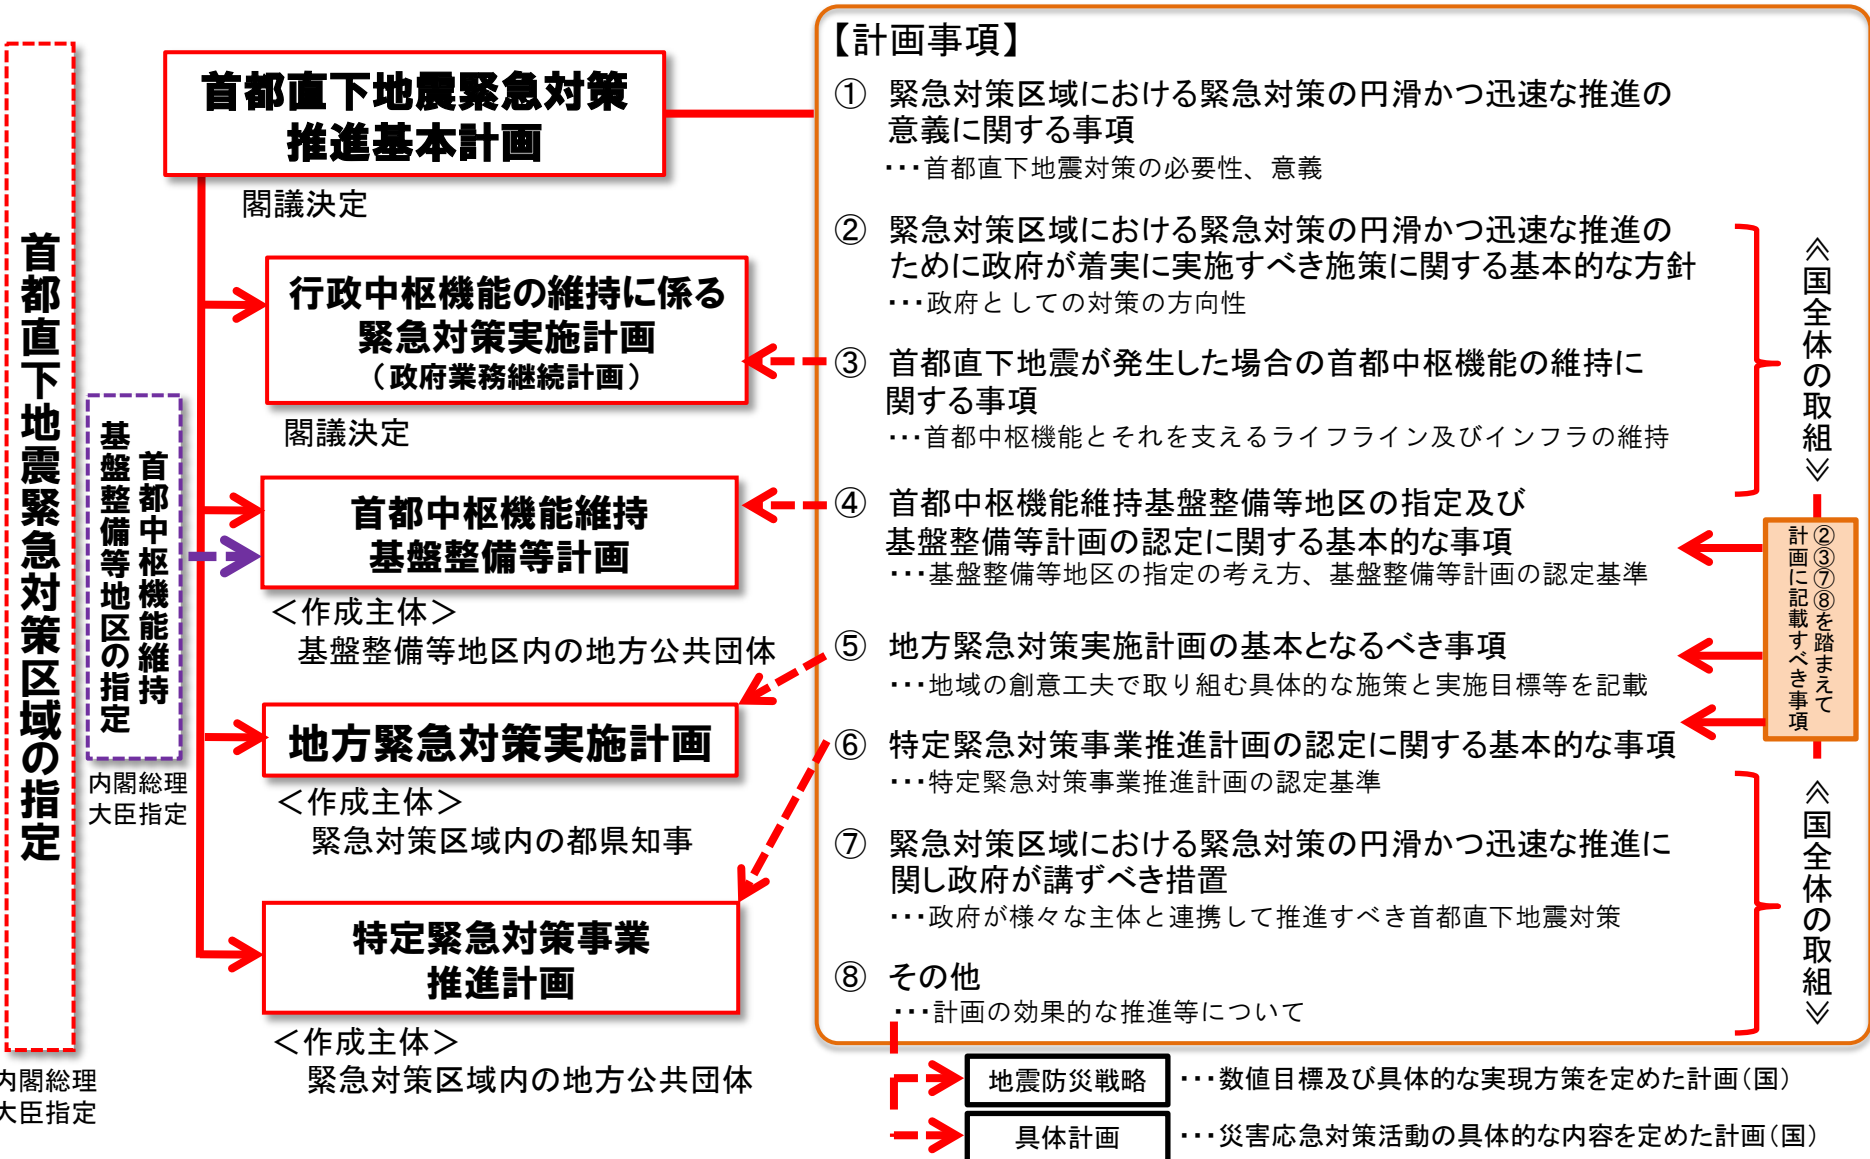 首都直下地震緊急対策区域の指定
内閣総理
大臣指定
首都中枢機能維持
基盤整備等地区の指定
内閣総理
大臣指定
首都直下地震緊急対策
推進基本計画
閣議決定
行政中枢機能の維持に係る
緊急対策実施計画
（政府業務継続計画）
閣議決定
首都中枢機能維持
基盤整備等計画
＜作成主体＞
基盤整備等地区内の地方公共団体
地方緊急対策実施計画
＜作成主体＞
緊急対策区域内の都県知事
特定緊急対策事業
推進計画
＜作成主体＞
緊急対策区域内の地方公共団体
【計画事項】
① 緊急対策区域における緊急対策の円滑かつ迅速な推進の
意義に関する事項
･･･首都直下地震対策の必要性、意義
② 緊急対策区域における緊急対策の円滑かつ迅速な推進の
ために政府が着実に実施すべき施策に関する基本的な方針
･･･政府としての対策の方向性
③ 首都直下地震が発生した場合の首都中枢機能の維持に
関する事項
･･･首都中枢機能とそれを支えるライフライン及びインフラの維持
④ 首都中枢機能維持基盤整備等地区の指定及び
基盤整備等計画の認定に関する基本的な事項
･･･基盤整備等地区の指定の考え方、基盤整備等計画の認定基準
⑤ 地方緊急対策実施計画の基本となるべき事項
･･･地域の創意工夫で取り組む具体的な施策と実施目標等を記載
⑥ 特定緊急対策事業推進計画の認定に関する基本的な事項
･･･特定緊急対策事業推進計画の認定基準
⑦ 緊急対策区域における緊急対策の円滑かつ迅速な推進に
関し政府が講ずべき措置
･･･政府が様々な主体と連携して推進すべき首都直下地震対策
⑧ その他
･･･計画の効果的な推進等について
≪国全体の取組≫
②③⑦⑧を踏まえて
計画に記載すべき事項
≪国全体の取組≫
地震防災戦略 ･･･数値目標及び具体的な実現方策を定めた計画（国）
具体計画 ･･･災害応急対策活動の具体的な内容を定めた計画（国）